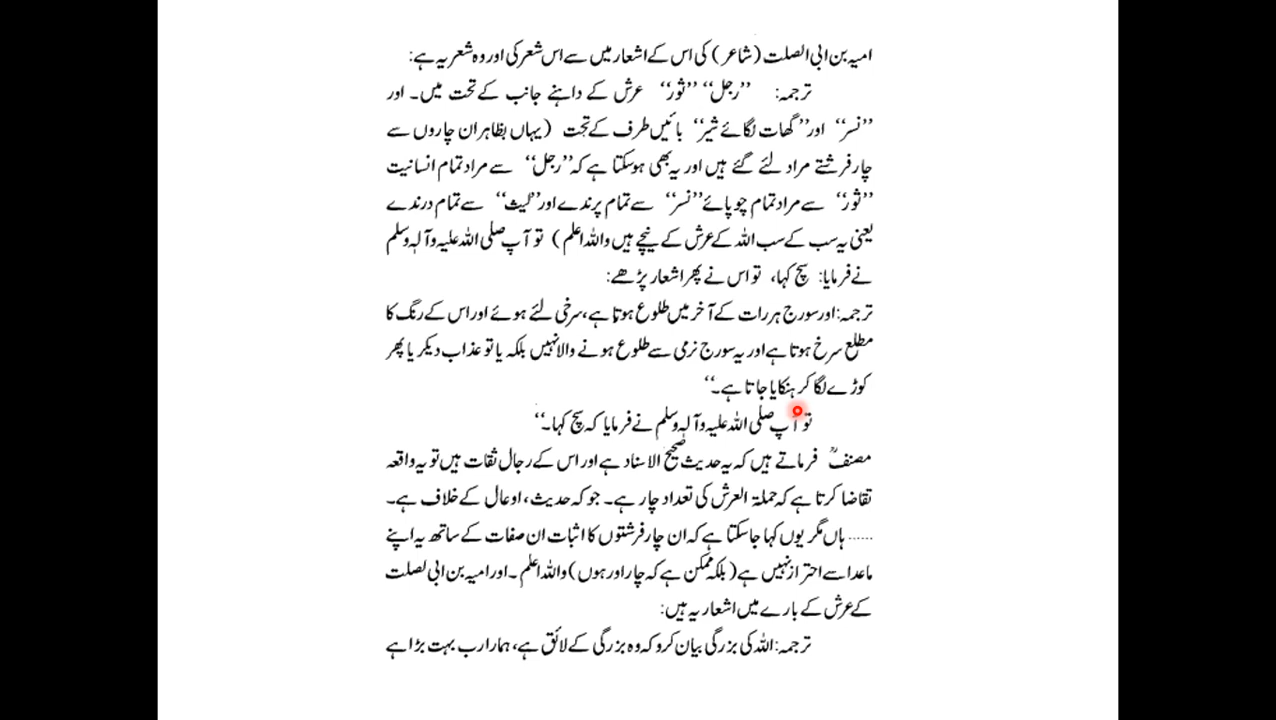 امیہ بن ابی الصلت (شاعر) کی اس کے اشعار میں سے اس شعر کی اور وہ شعر یہ ہے:
ترجمہ: ’’رجل‘‘ ’’ثور‘‘ عرش کے داہنے جانب کے تحت میں۔ اور
’’نسر‘‘ اور ’’گھات لگائے شیر‘‘ بائیں طرف کے تحت (یہاں بظاہر ان چاروں سے
چار فرشتے مراد لئے گئے ہیں اور یہ بھی ہوسکتا ہے کہ ’’رجل‘‘ سے مراد تمام انسانیت
’’ثور‘‘ سے مراد تمام چوپائے ’’نسر‘‘ سے تمام پرندے اور ’’لیث‘‘ سے تمام درندے
یعنی یہ سب کے سب اللہ کے عرش کے نیچے ہیں واللہ اعلم) تو آپ صلی اللہ علیہ وآلہٖ وسلم
نے فرمایا: سچ کہا، تو اس نے پھر اشعار پڑھے:
ترجمہ: اور سورج ہر رات کے آخر میں طلوع ہوتا ہے، سرخی لئے ہوئے اور اس کے رنگ کا
مطلع سرخ ہوتا ہے اور یہ سورج نرمی سے طلوع ہونے والا نہیں بلکہ یا تو عذاب دیکر یا پھر
کوڑے لگا کر ہنکایا جاتا ہے۔‘‘
تو آپ صلی اللہ علیہ وآلہٖ وسلم نے فرمایا کہ سچ کہا۔‘‘
مصنفؒ فرماتے ہیں کہ یہ حدیث صحیح الاسناد ہے اور اس کے رجال ثقات ہیں تو یہ واقعہ
تقاضا کرتا ہے کہ حملۃ العرش کی تعداد چار ہے۔ جو کہ حدیث، اوعال کے خلاف ہے۔
...... ہاں مگر یوں کہا جاسکتا ہے کہ ان چار فرشتوں کا اثبات ان صفات کے ساتھ یہ اپنے
ماعدا سے احتراز نہیں ہے (بلکہ ممکن ہے کہ چار اور ہوں) واللہ اعلم۔ اور امیہ بن ابی لصلت
کے عرش کے بارے میں اشعار یہ ہیں:
ترجمہ: اللہ کی بزرگی بیان کرو کہ وہ بزرگی کے لائق ہے، ہمارا رب بہت بڑا ہے